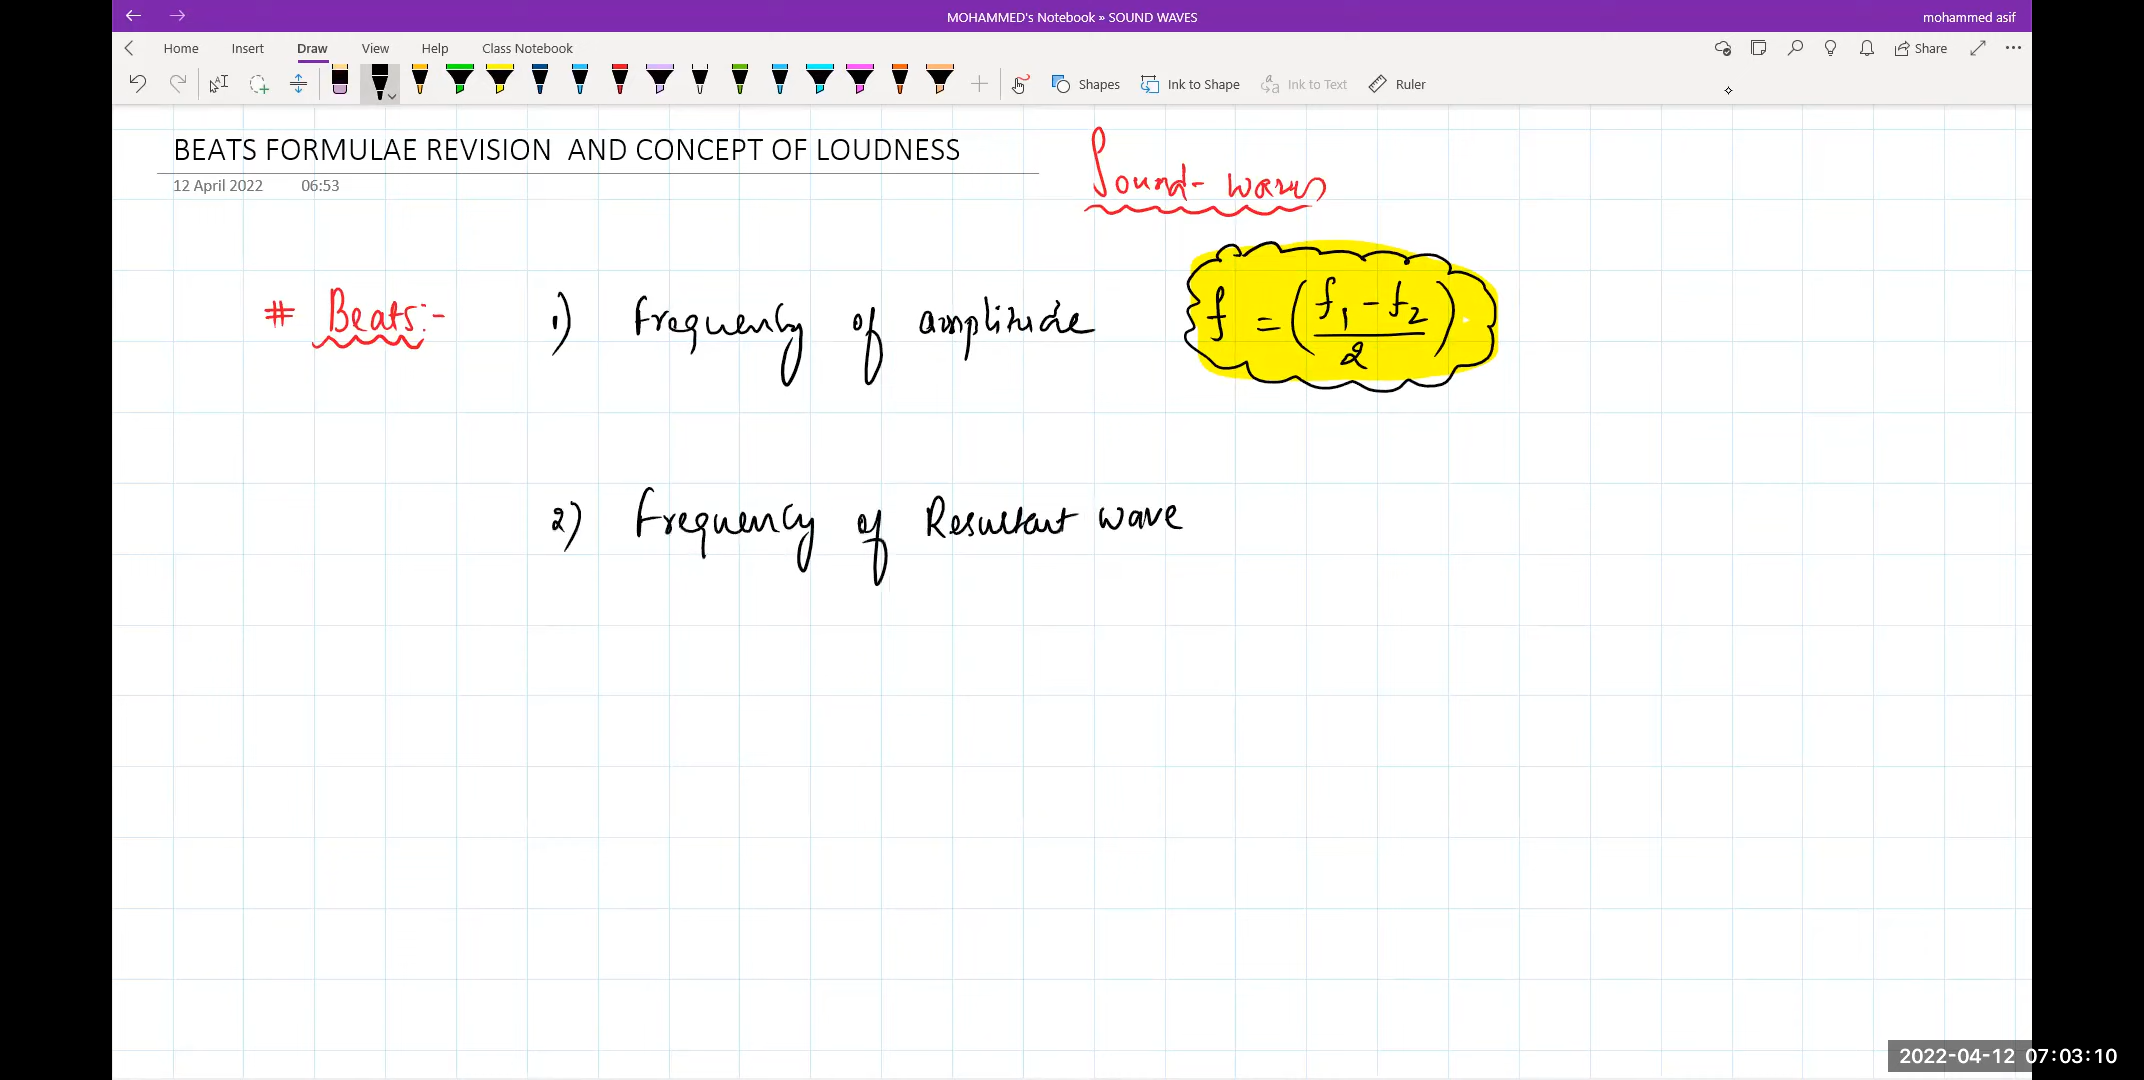 MOHAMMED's Notebook » SOUND WAVES
mohammed asif
Home Insert Draw View Help Class Notebook
Share
Shapes Ink to Shape Ink to Text Ruler
BEATS FORMULAE REVISION AND CONCEPT OF LOUDNESS
12 April 2022 06:53
Sound - waves
# Beats:- 1) Frequency of amplitude f = (f₁ - f₂ / 2)
2) Frequency of Resultant wave
2022-04-12 07:03:10